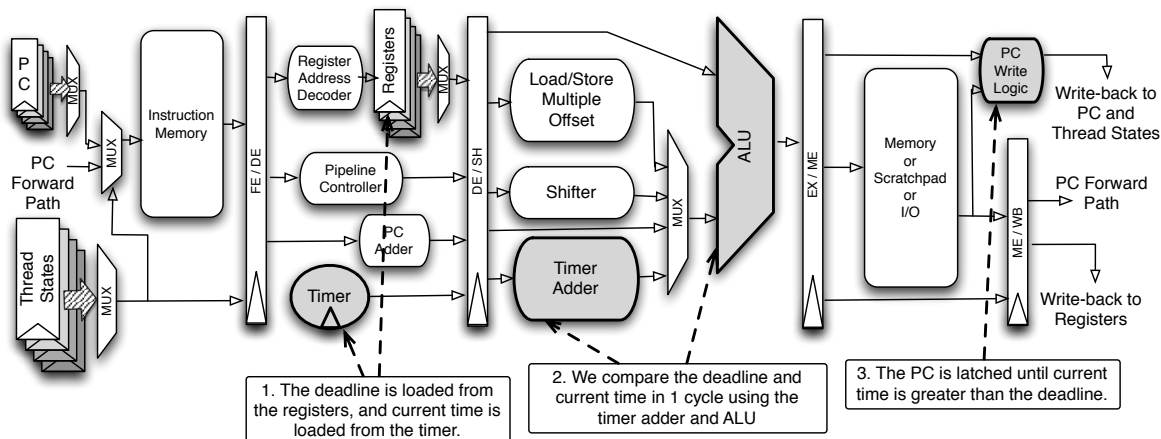 PC
MUX
PC
Forward
Path
MUX
Thread
States
MUX
Instruction
Memory
FE / DE
Register
Address
Decoder
Registers
MUX
Pipeline
Controller
PC
Adder
Timer
DE / SH
Load/Store
Multiple
Offset
Shifter
Timer
Adder
MUX
ALU
EX / ME
Memory
or
Scratchpad
or
I/O
PC
Write
Logic
ME / WB
Write-back to
PC and
Thread States
PC Forward
Path
Write-back to
Registers
1. The deadline is loaded from
the registers, and current time is
loaded from the timer.
2. We compare the deadline and
current time in 1 cycle using the
timer adder and ALU
3. The PC is latched until current
time is greater than the deadline.